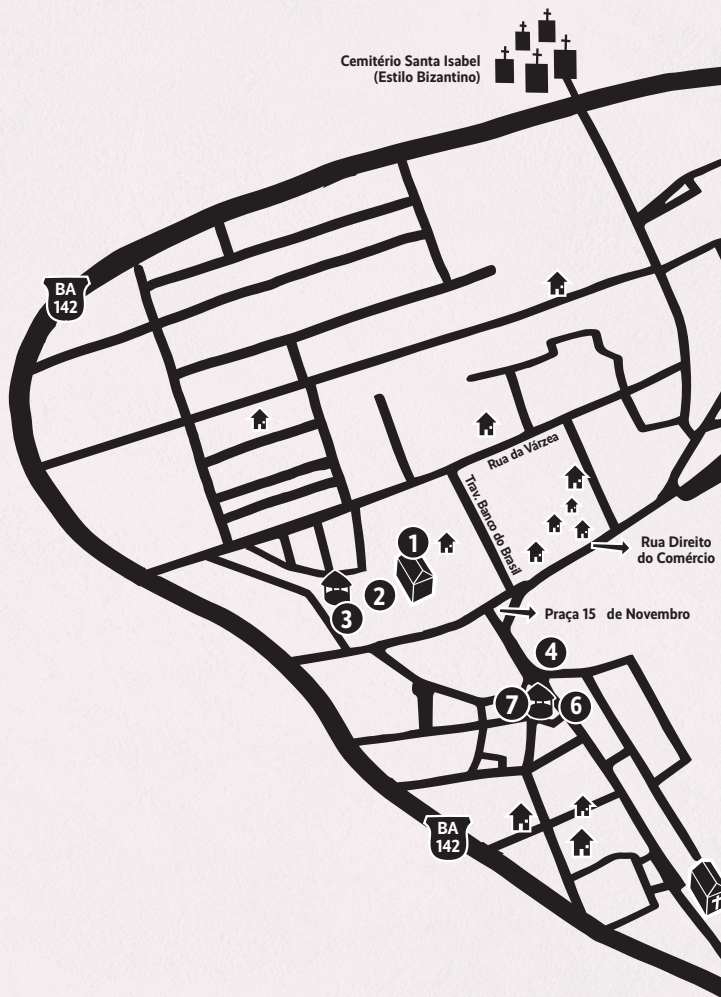 Cemitério Santa Isabel
(Estilo Bizantino)
BA
142
Rua da Várzea
Trav. Banco do Brasil
1
2
3
Rua Direito
do Comércio
Praça 15 de Novembro
4
7
6
BA
142